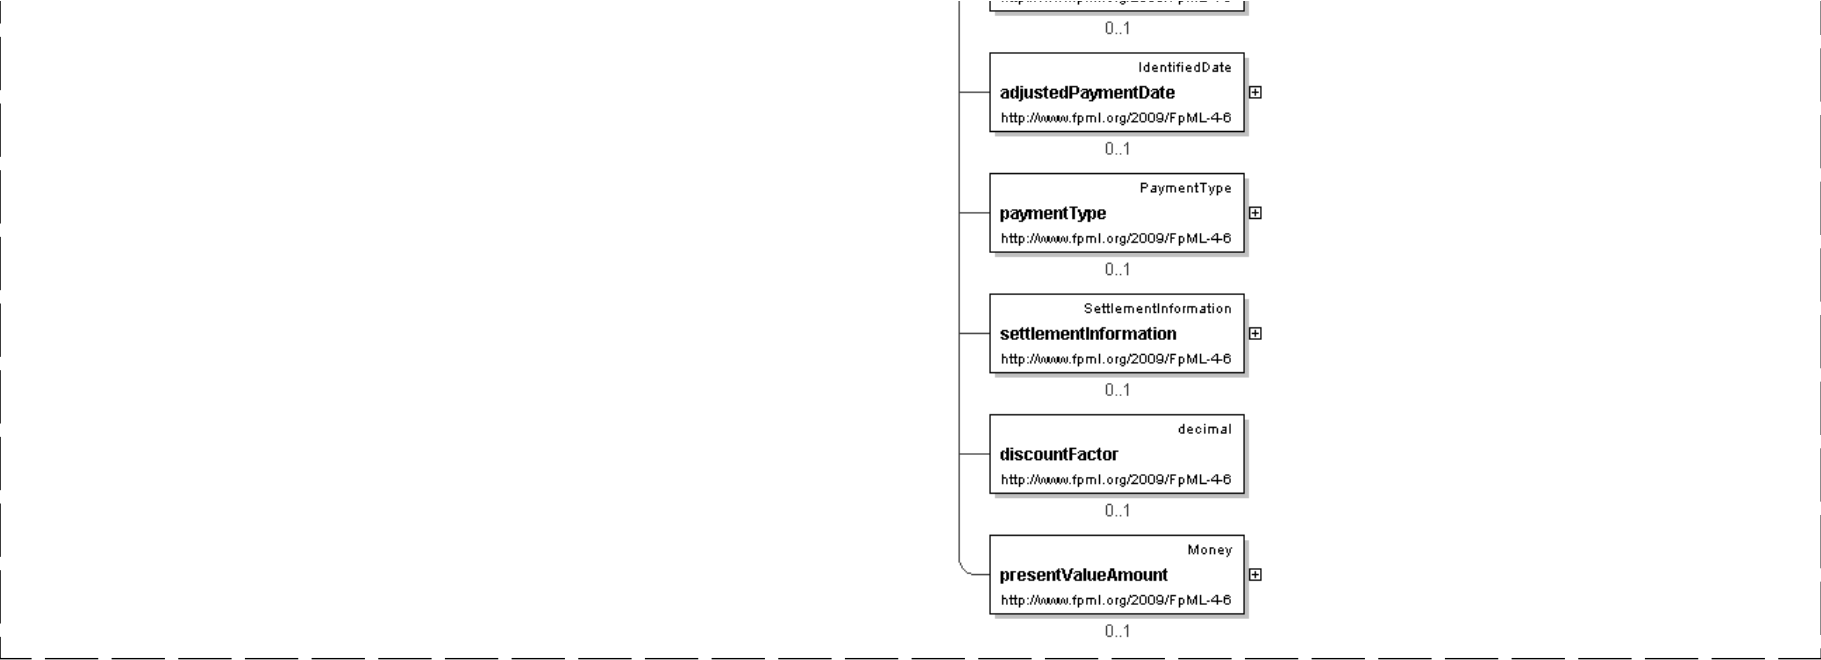 0..1
IdentifiedDate
adjustedPaymentDate
http://www.fpml.org/2009/FpML-4-6
0..1
PaymentType
paymentType
http://www.fpml.org/2009/FpML-4-6
0..1
SettlementInformation
settlementInformation
http://www.fpml.org/2009/FpML-4-6
0..1
decimal
discountFactor
http://www.fpml.org/2009/FpML-4-6
0..1
Money
presentValueAmount
http://www.fpml.org/2009/FpML-4-6
0..1